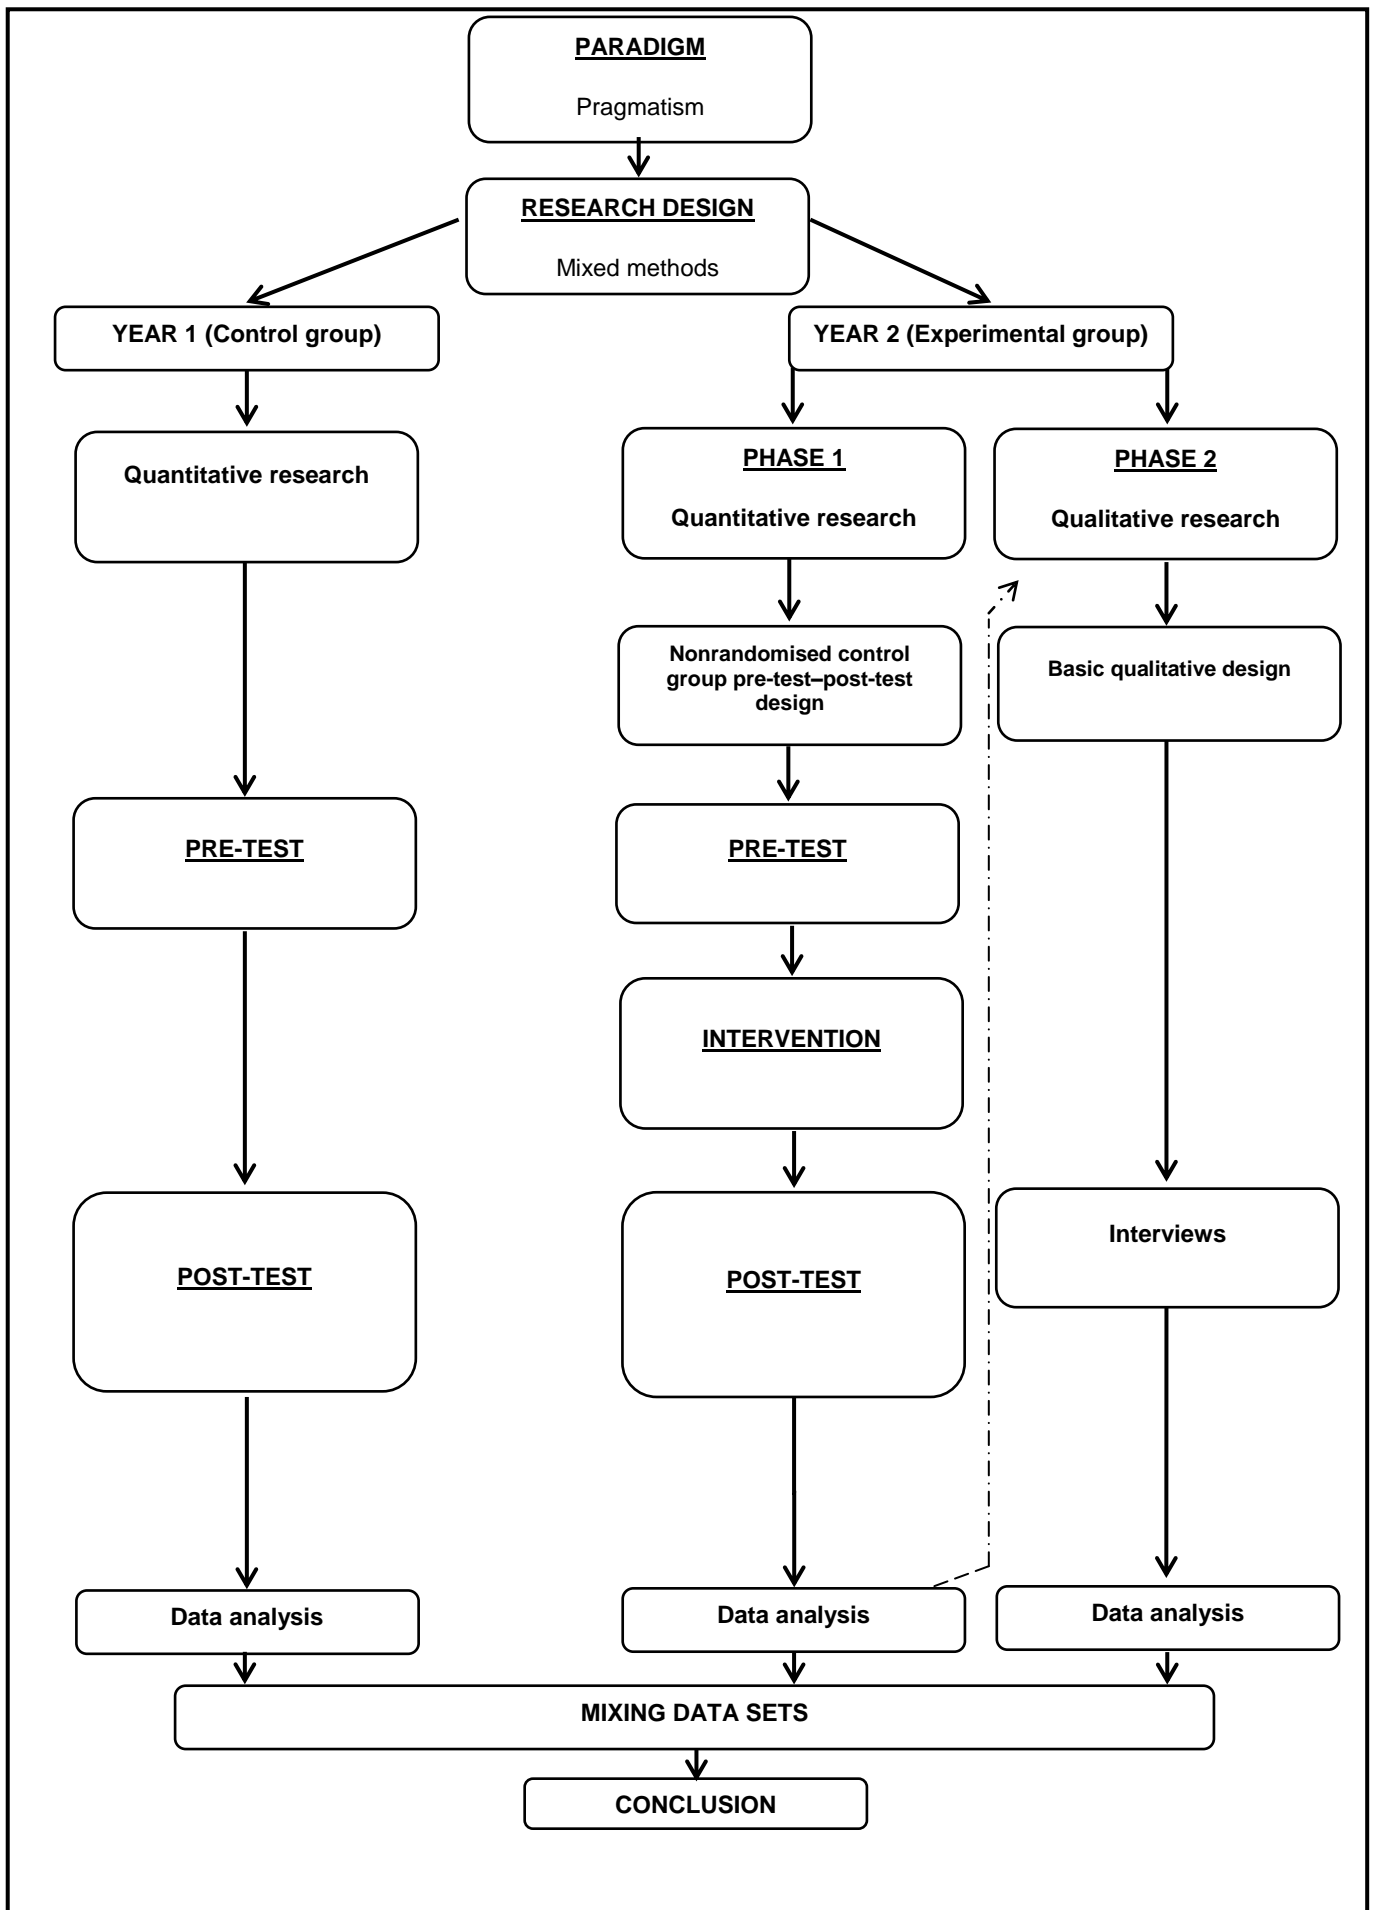 PARADIGM
Pragmatism
RESEARCH DESIGN
Mixed methods
YEAR 1 (Control group)
YEAR 2 (Experimental group)
Quantitative research
PHASE 1
Quantitative research
PHASE 2
Qualitative research
Nonrandomised control
group pre-test–post-test
design
Basic qualitative design
PRE-TEST
PRE-TEST
INTERVENTION
POST-TEST
POST-TEST
Interviews
Data analysis
Data analysis
Data analysis
MIXING DATA SETS
CONCLUSION